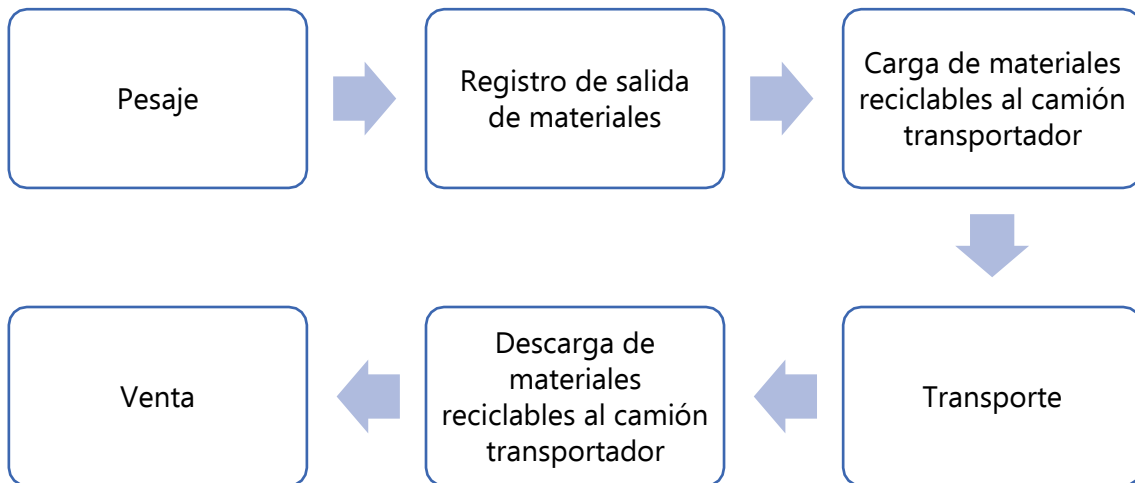 Pesaje
Registro de salida
de materiales
Carga de materiales
reciclables al camión
transportador
Transporte
Descarga de
materiales
reciclables al camión
transportador
Venta